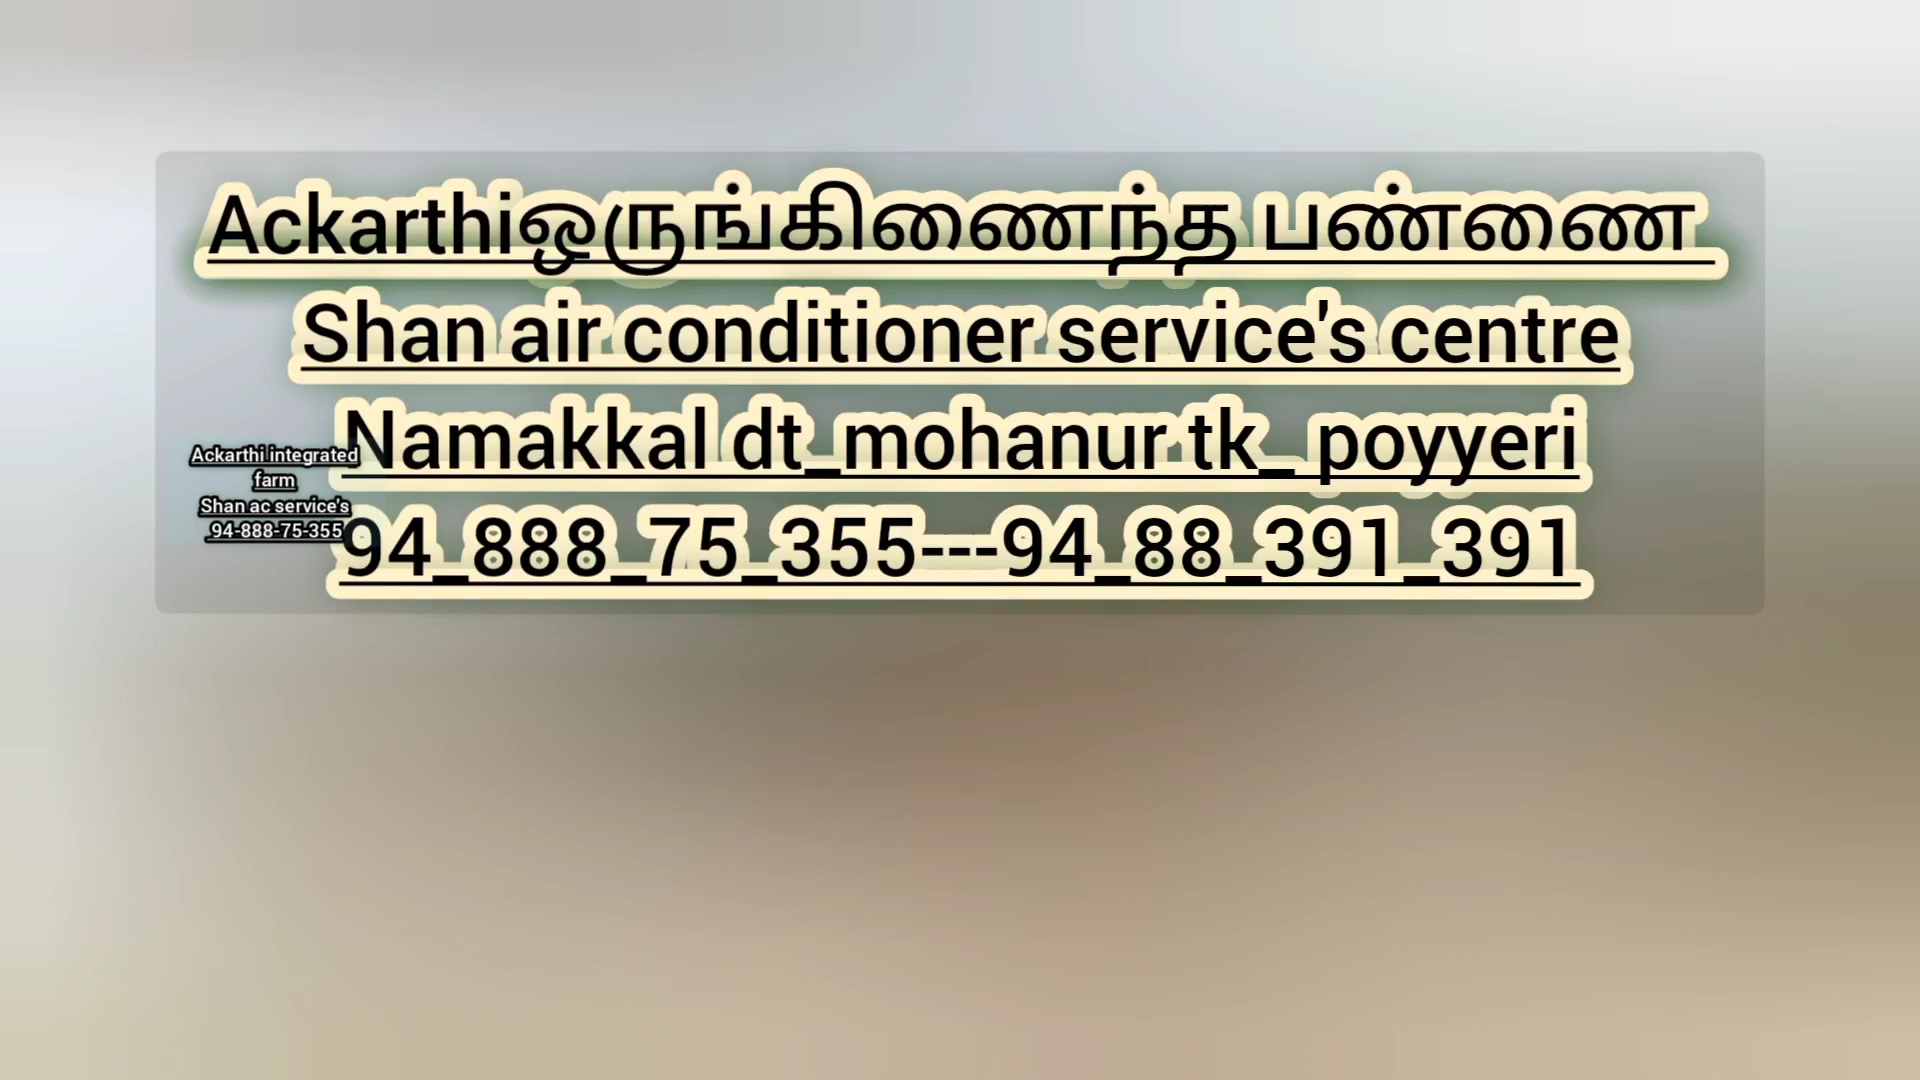 Ackarthiஒருங்கிணைந்த பண்ணை
Shan air conditioner service's centre
Namakkal dt_mohanur tk_ poyyeri
94_888_75_355---94_88_391_391
Ackarthi integrated
farm
Shan ac service's
94-888-75-355